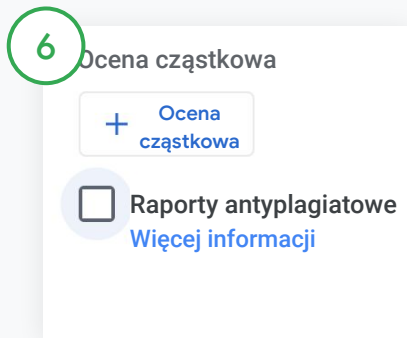 6
Ocena cząstkowa
+ Ocena
cząstkowa
Raporty antyplagiatowe
Więcej informacji